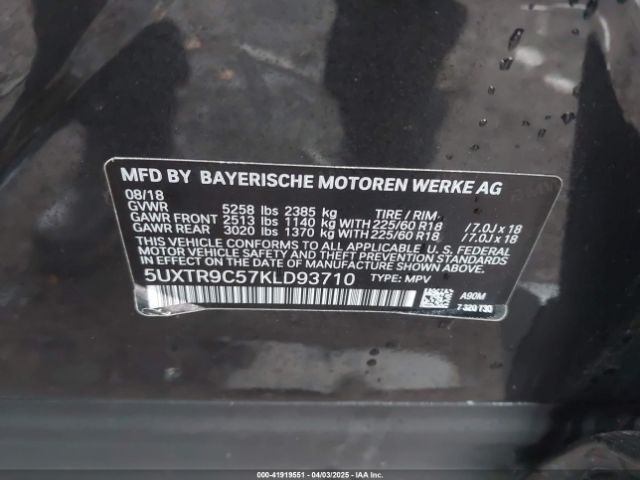 MFD BY BAYERISCHE MOTOREN WERKE AG
08/18
GVWR 5258 lbs 2385 kg TIRE / RIM
GAWR FRONT 2513 lbs 1140 kg WITH 225/60 R18 /7.0J x 18
GAWR REAR 3020 lbs 1370 kg WITH 225/60 R18 /7.0J x 18
THIS VEHICLE CONFORMS TO ALL APPLICABLE U.S. FEDERAL
MOTOR VEHICLE SAFETY AND THEFT PREVENTION STANDARDS
IN EFFECT ON THE DATE OF MANUFACTURE SHOWN ABOVE.
5UXTR9C57KLD93710 TYPE: MPV
A90M
7 320 730
00-41919551 | 04/03/2025 | IAA Inc.